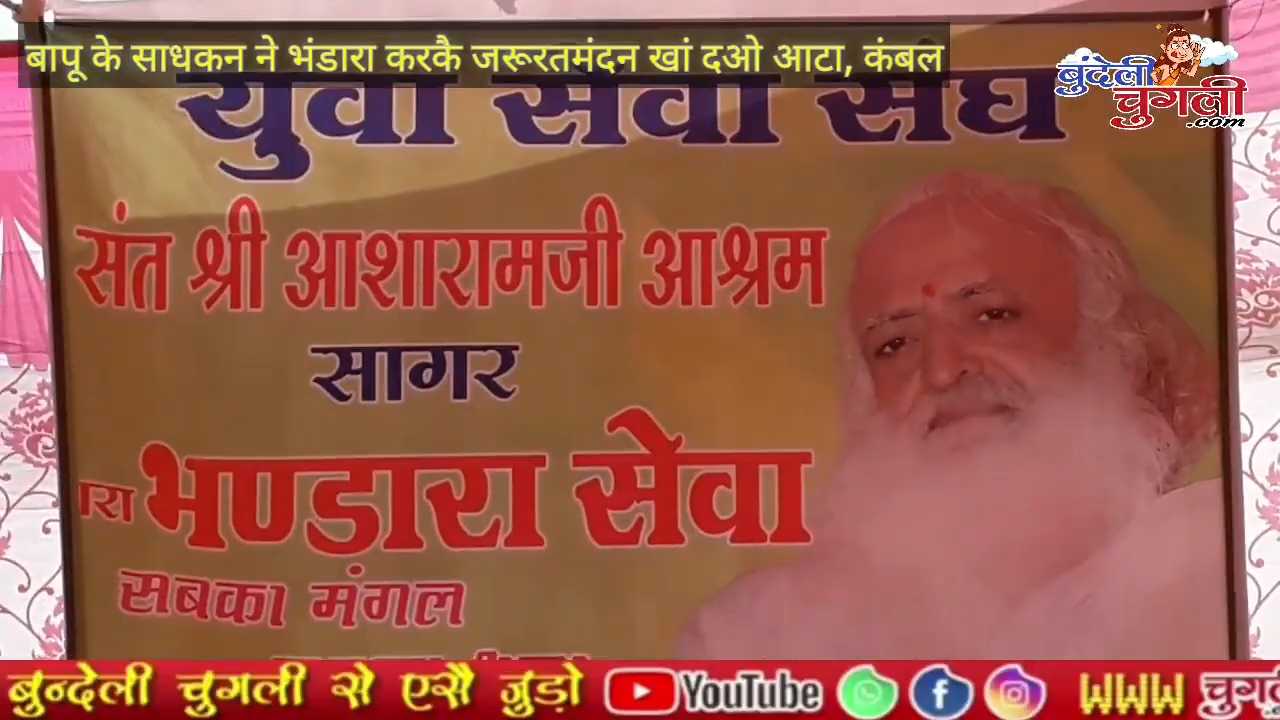 बापू के साधकन ने भंडारा करकै जरूरतमंदन खां दओ आटा, कंबल
बुंदेली
चुगली
.com
युवा सेवा संघ
संत श्री आशारामजी आश्रम
सागर
भण्डारा सेवा
सबका मंगल
बुन्देली चुगली से एसै जुड़ो YouTube WWW